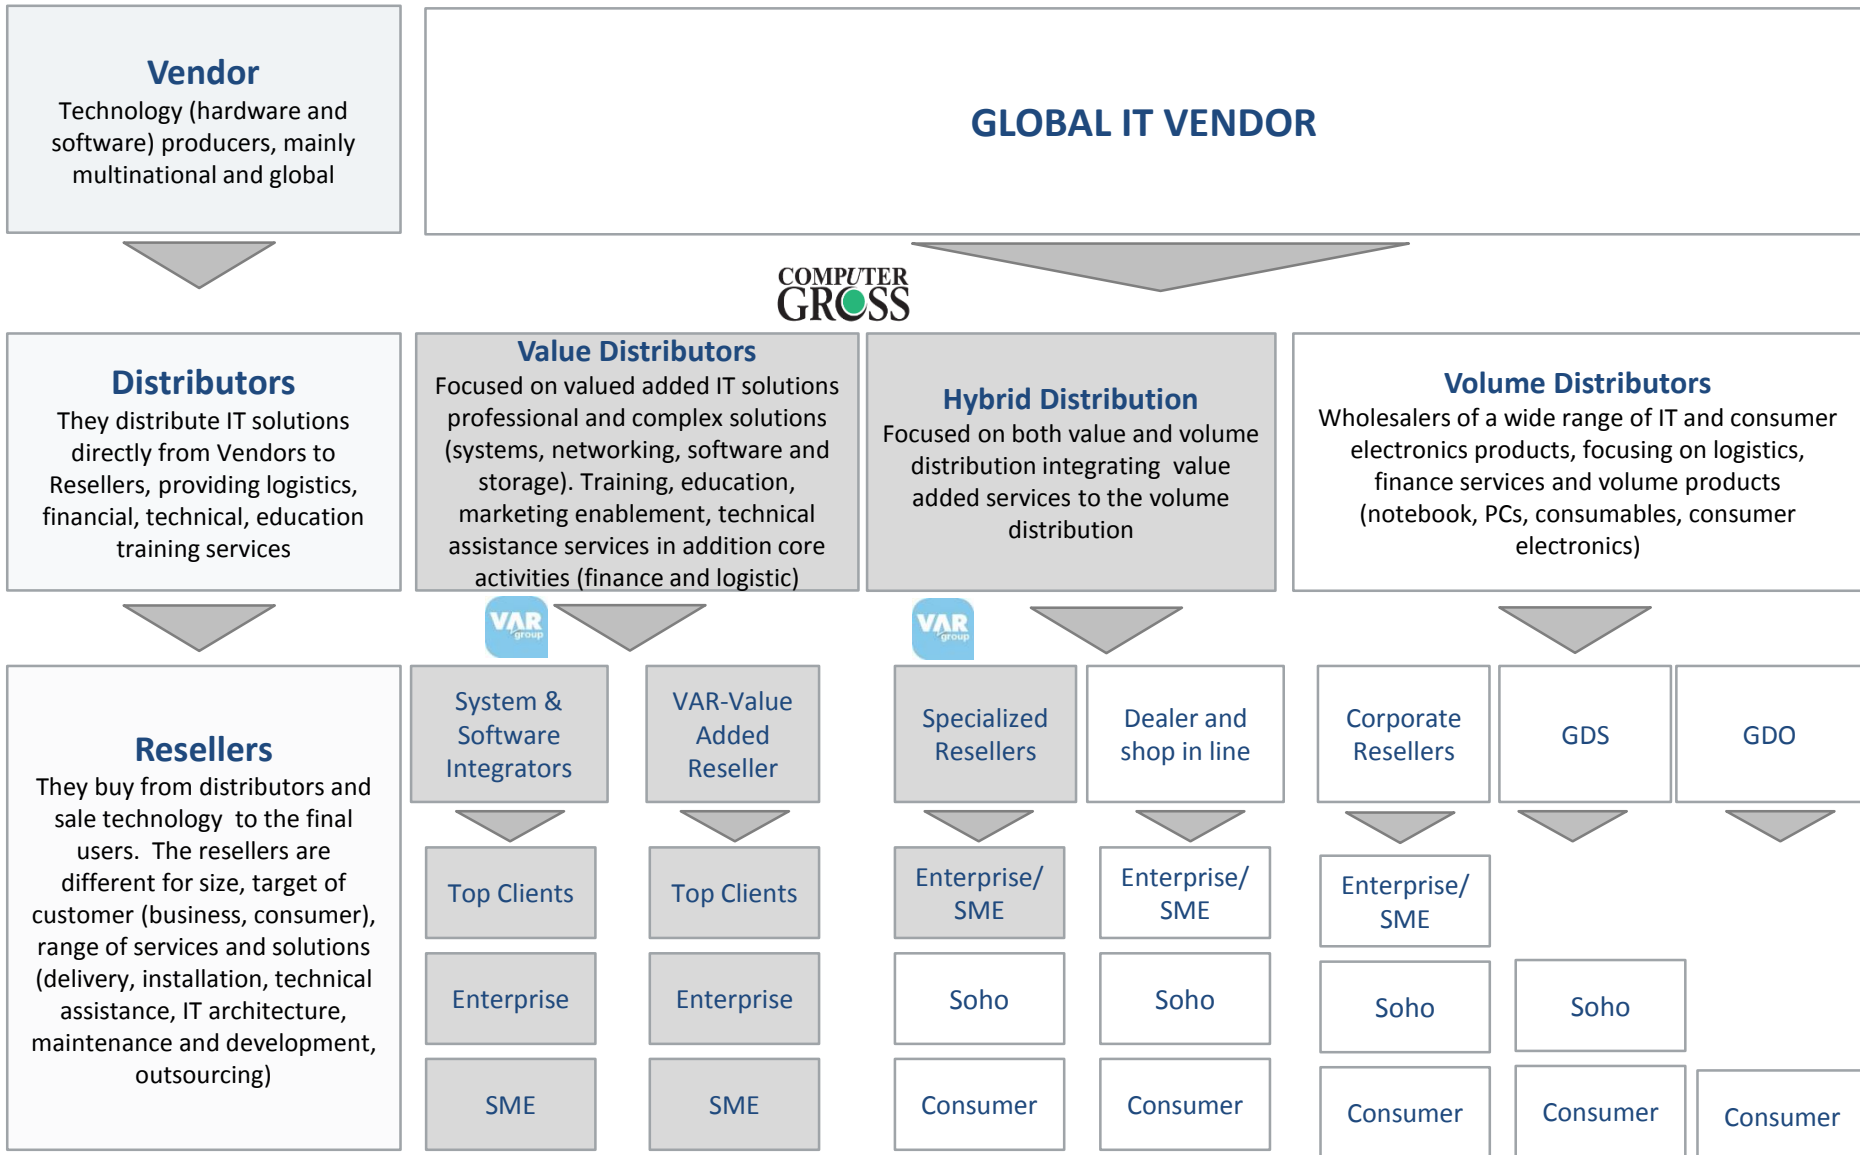 Vendor
Technology (hardware and
software) producers, mainly
multinational and global
GLOBAL IT VENDOR
COMPUTER
GROSS
Distributors
They distribute IT solutions
directly from Vendors to
Resellers, providing logistics,
financial, technical, education
training services
Value Distributors
Focused on valued added IT solutions
professional and complex solutions
(systems, networking, software and
storage). Training, education,
marketing enablement, technical
assistance services in addition core
activities (finance and logistic)
Hybrid Distribution
Focused on both value and volume
distribution integrating value
added services to the volume
distribution
Volume Distributors
Wholesalers of a wide range of IT and consumer
electronics products, focusing on logistics,
finance services and volume products
(notebook, PCs, consumables, consumer
electronics)
VAR
group
VAR
group
Resellers
They buy from distributors and
sale technology to the final
users. The resellers are
different for size, target of
customer (business, consumer),
range of services and solutions
(delivery, installation, technical
assistance, IT architecture,
maintenance and development,
outsourcing)
System &
Software
Integrators
VAR-Value
Added
Reseller
Specialized
Resellers
Dealer and
shop in line
Corporate
Resellers
GDS
GDO
Top Clients
Top Clients
Enterprise/
SME
Enterprise/
SME
Enterprise/
SME
Enterprise
Enterprise
Soho
Soho
Soho
Soho
SME
SME
Consumer
Consumer
Consumer
Consumer
Consumer